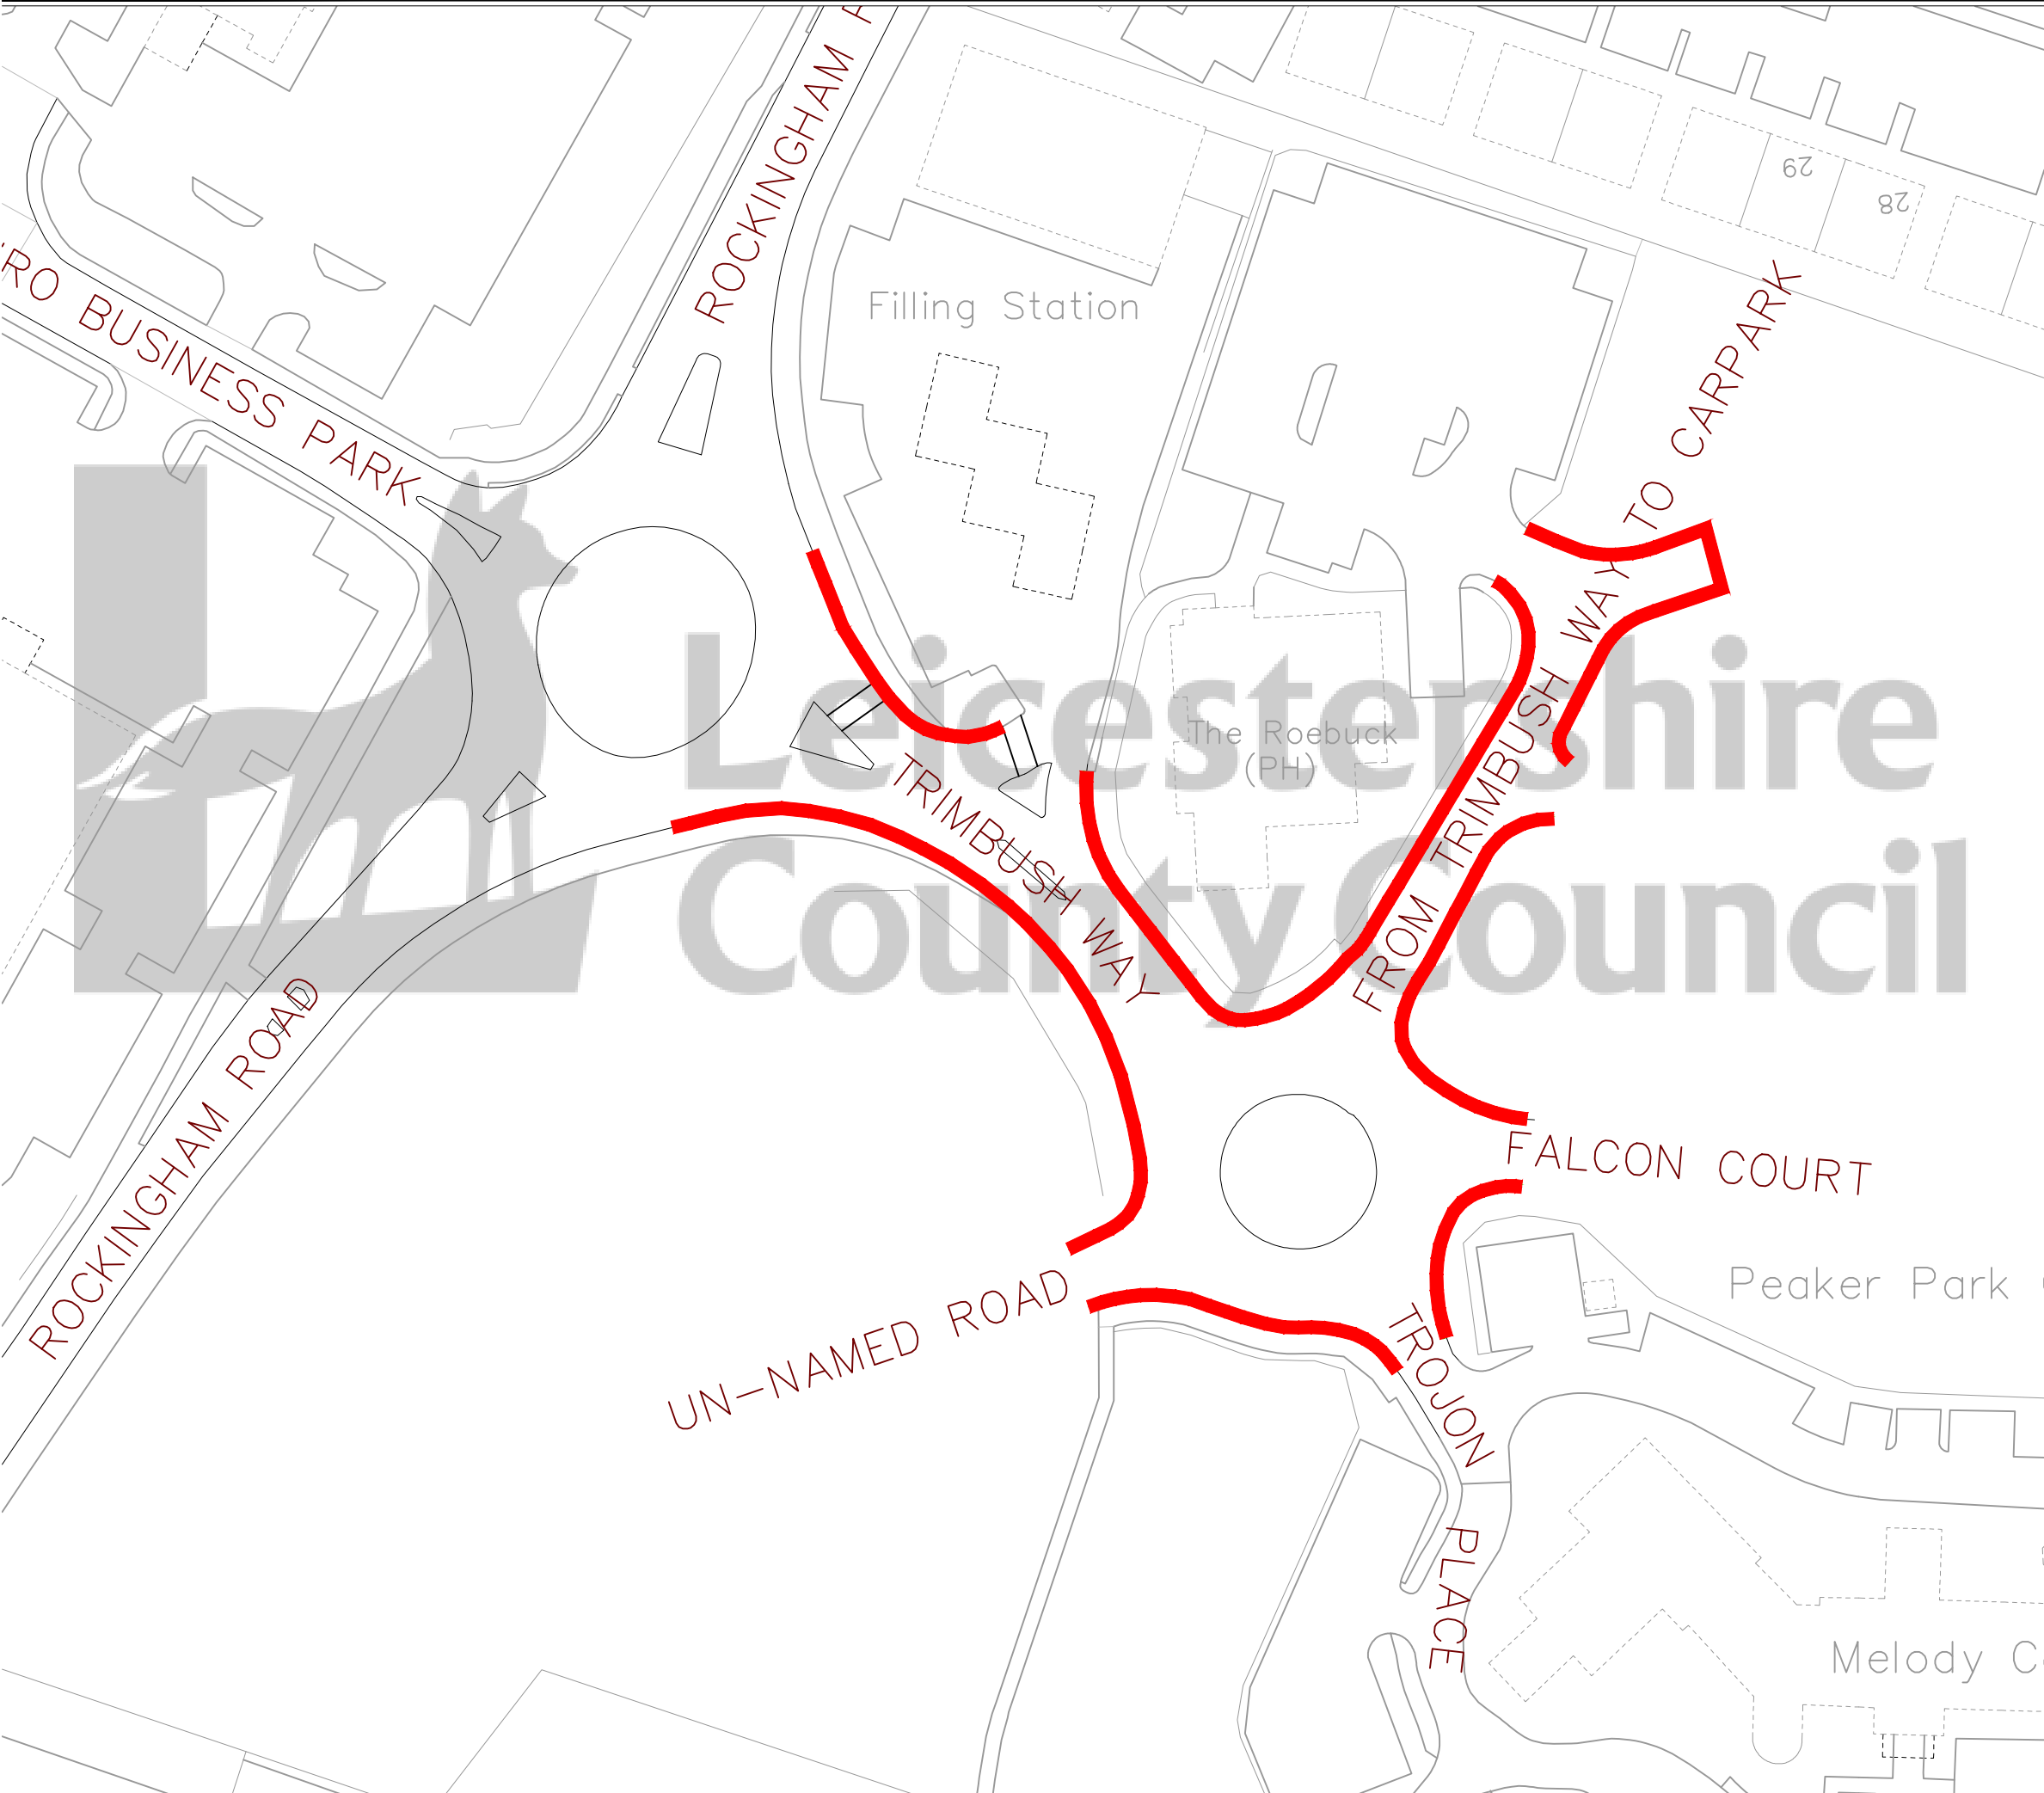 ROCKINGHAM
29
28
RO BUSINESS PARK
Filling Station
FROM TRIMBUSH WAY TO CARPARK
Leicestershire
County Council
The Roebuck
(PH)
TRIMBUSH WAY
ROCKINGHAM ROAD
FALCON COURT
Peaker Park
UN-NAMED ROAD
TROJON PLACE
Melody